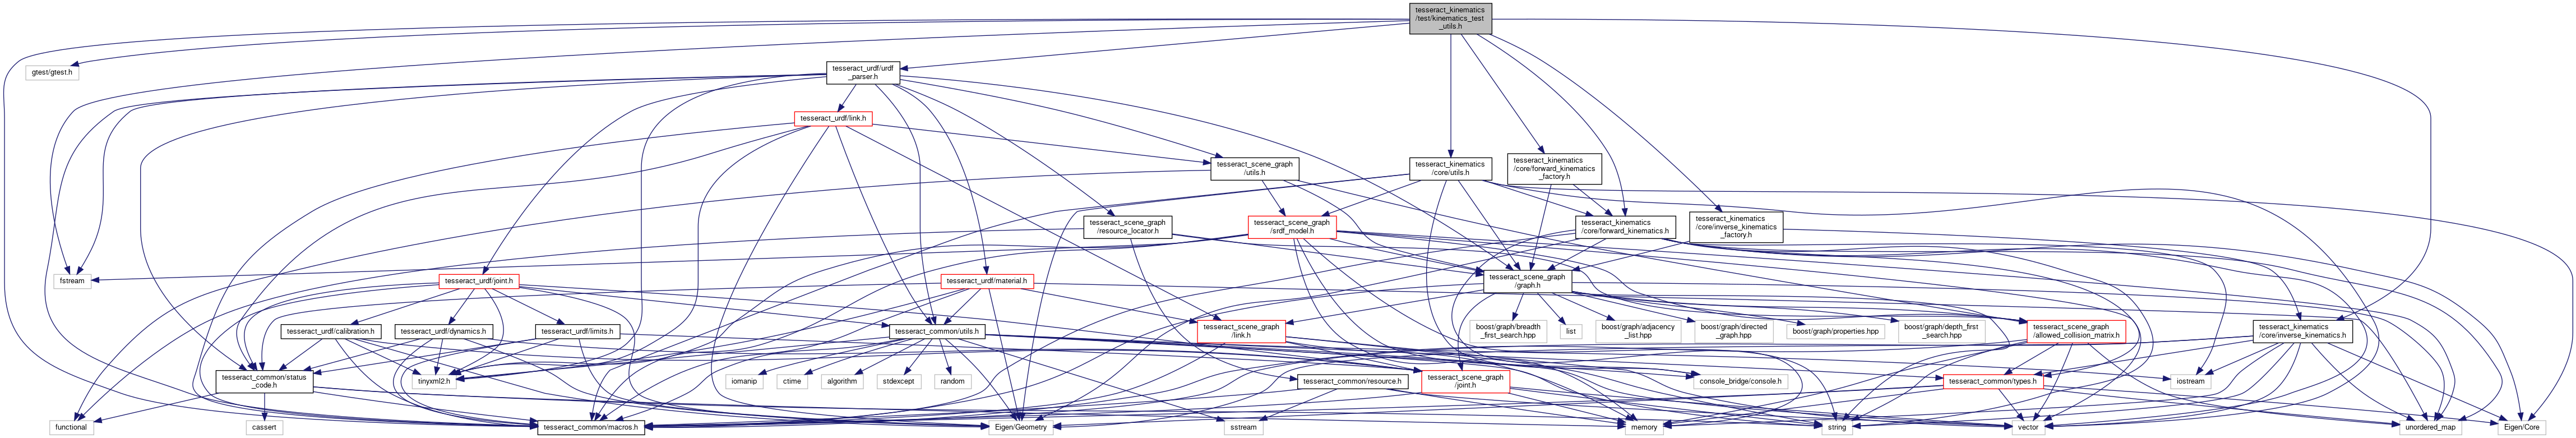 tesseract_kinematics
/test/kinematics_test
_utils.h
gtest/gtest.h
tesseract_urdf/urdf
_parser.h
tesseract_urdf/link.h
tesseract_scene_graph
/utils.h
tesseract_kinematics
/core/utils.h
tesseract_kinematics
/core/forward_kinematics
_factory.h
tesseract_scene_graph
/resource_locator.h
tesseract_scene_graph
/srdf_model.h
tesseract_kinematics
/core/forward_kinematics.h
tesseract_kinematics
/core/inverse_kinematics
_factory.h
fstream
tesseract_urdf/joint.h
tesseract_urdf/material.h
tesseract_scene_graph
/graph.h
tesseract_urdf/calibration.h
tesseract_urdf/dynamics.h
tesseract_urdf/limits.h
tesseract_common/utils.h
tesseract_scene_graph
/link.h
boost/graph/breadth
_first_search.hpp
list
boost/graph/adjacency
_list.hpp
boost/graph/directed
_graph.hpp
boost/graph/properties.hpp
boost/graph/depth_first
_search.hpp
tesseract_scene_graph
/allowed_collision_matrix.h
tesseract_kinematics
/core/inverse_kinematics.h
tesseract_common/status
_code.h
tinyxml2.h
iomanip
ctime
algorithm
stdexcept
random
tesseract_common/resource.h
tesseract_scene_graph
/joint.h
console_bridge/console.h
tesseract_common/types.h
iostream
functional
cassert
tesseract_common/macros.h
Eigen/Geometry
sstream
memory
string
vector
unordered_map
Eigen/Core